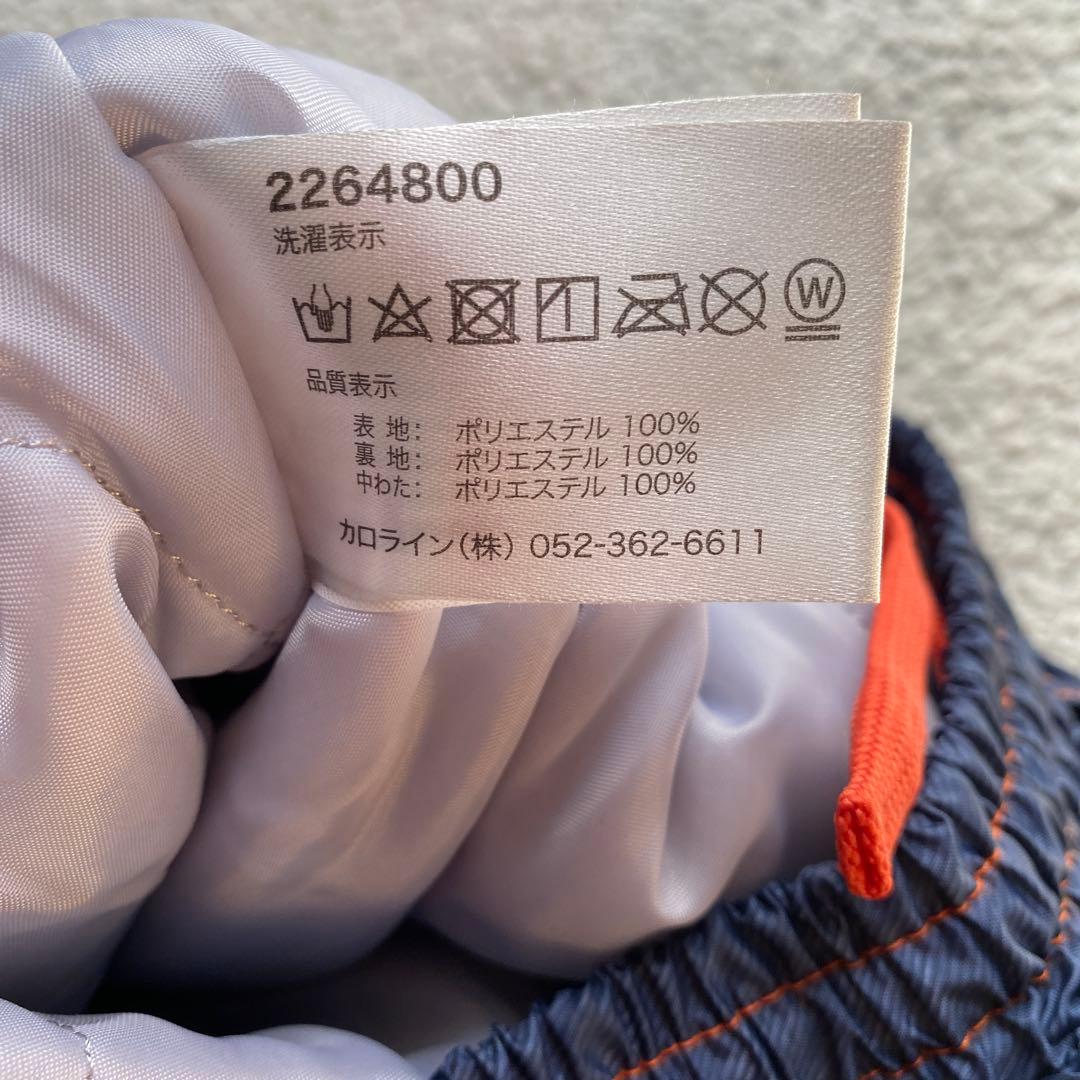 2264800
洗濯表示
W
品質表示
表 地： ポリエステル 100%
裏 地： ポリエステル 100%
中わた： ポリエステル 100%
カロライン(株) 052-362-6611